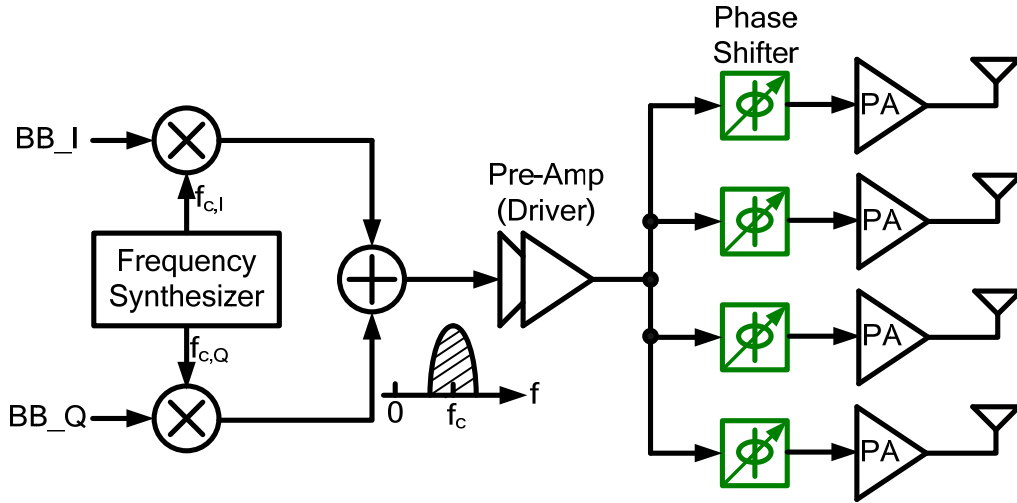 Phase
Shifter
PA
BB_I
f_c,I
Pre-Amp
(Driver)
ϕ
ϕ
PA
Frequency
Synthesizer
ϕ
PA
f_c,Q
BB_Q
0
f_c
f
ϕ
PA